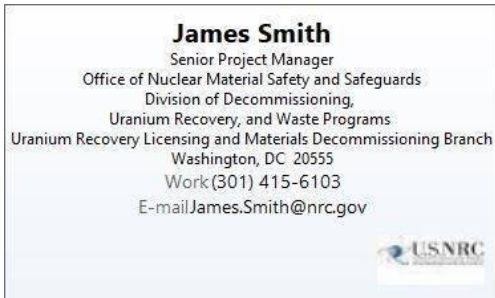 James Smith
Senior Project Manager
Office of Nuclear Material Safety and Safeguards
Division of Decommissioning,
Uranium Recovery, and Waste Programs
Uranium Recovery Licensing and Materials Decommissioning Branch
Washington, DC 20555
Work(301) 415-6103
E-mailJames.Smith@nrc.gov
U.S.NRC